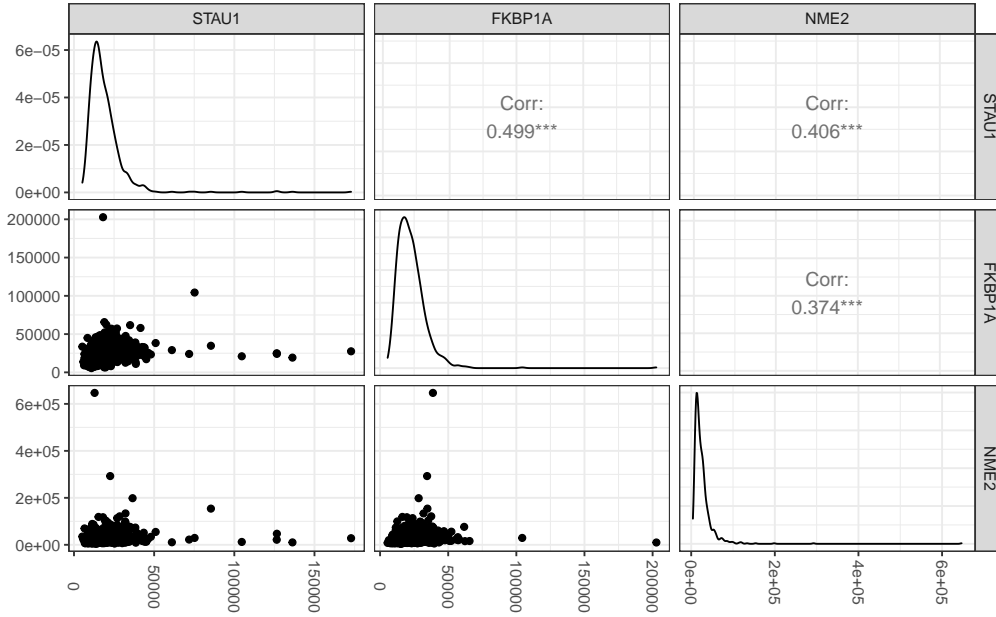 STAU1 FKBP1A NME2
6e−05
4e−05
2e−05
0e+00
Corr:
0.499***
Corr:
0.406***
STAU1
200000
150000
100000
50000
0
Corr:
0.374***
FKBP1A
6e+05
4e+05
2e+05
0e+00
NME2
0 50000 100000 150000
0 50000 100000 150000 200000
0e+00 2e+05 4e+05 6e+05